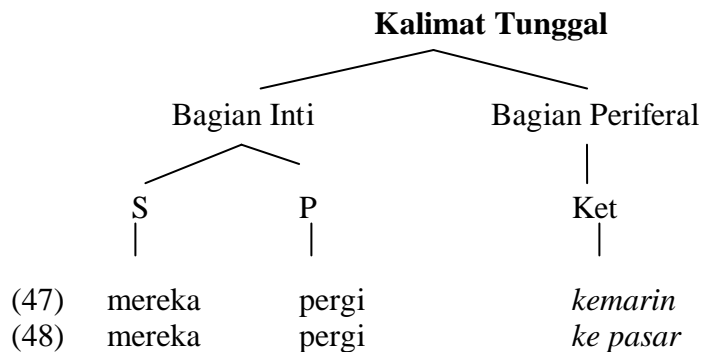 Kalimat Tunggal
Bagian Inti Bagian Periferal
S P Ket
(47) mereka pergi kemarin
(48) mereka pergi ke pasar